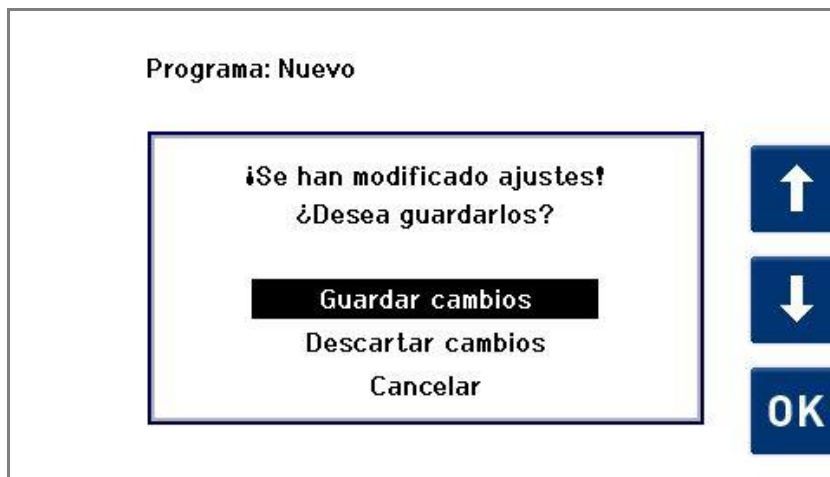 Programa: Nuevo
¡Se han modificado ajustes!
¿Desea guardarlos?
Guardar cambios
Descartar cambios
Cancelar
OK